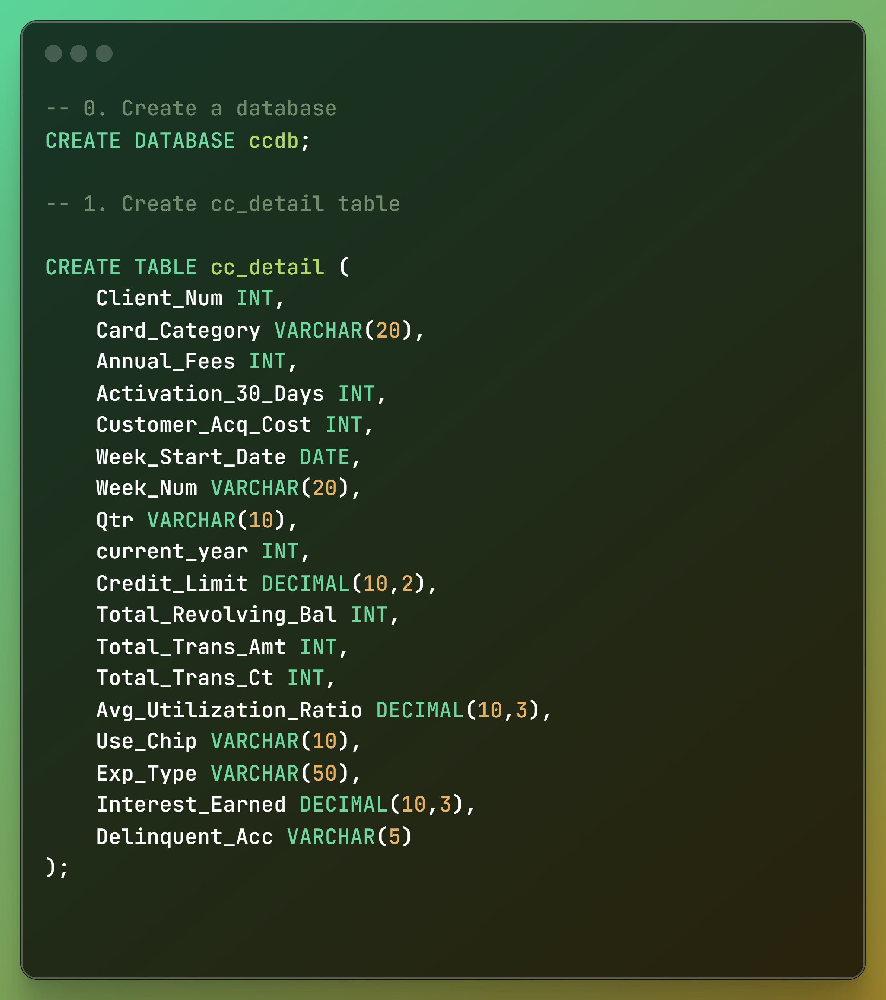 -- 0. Create a database
CREATE DATABASE ccdb;
-- 1. Create cc_detail table
CREATE TABLE cc_detail (
    Client_Num INT,
    Card_Category VARCHAR(20),
    Annual_Fees INT,
    Activation_30_Days INT,
    Customer_Acq_Cost INT,
    Week_Start_Date DATE,
    Week_Num VARCHAR(20),
    Qtr VARCHAR(10),
    current_year INT,
    Credit_Limit DECIMAL(10,2),
    Total_Revolving_Bal INT,
    Total_Trans_Amt INT,
    Total_Trans_Ct INT,
    Avg_Utilization_Ratio DECIMAL(10,3),
    Use_Chip VARCHAR(10),
    Exp_Type VARCHAR(50),
    Interest_Earned DECIMAL(10,3),
    Delinquent_Acc VARCHAR(5)
);